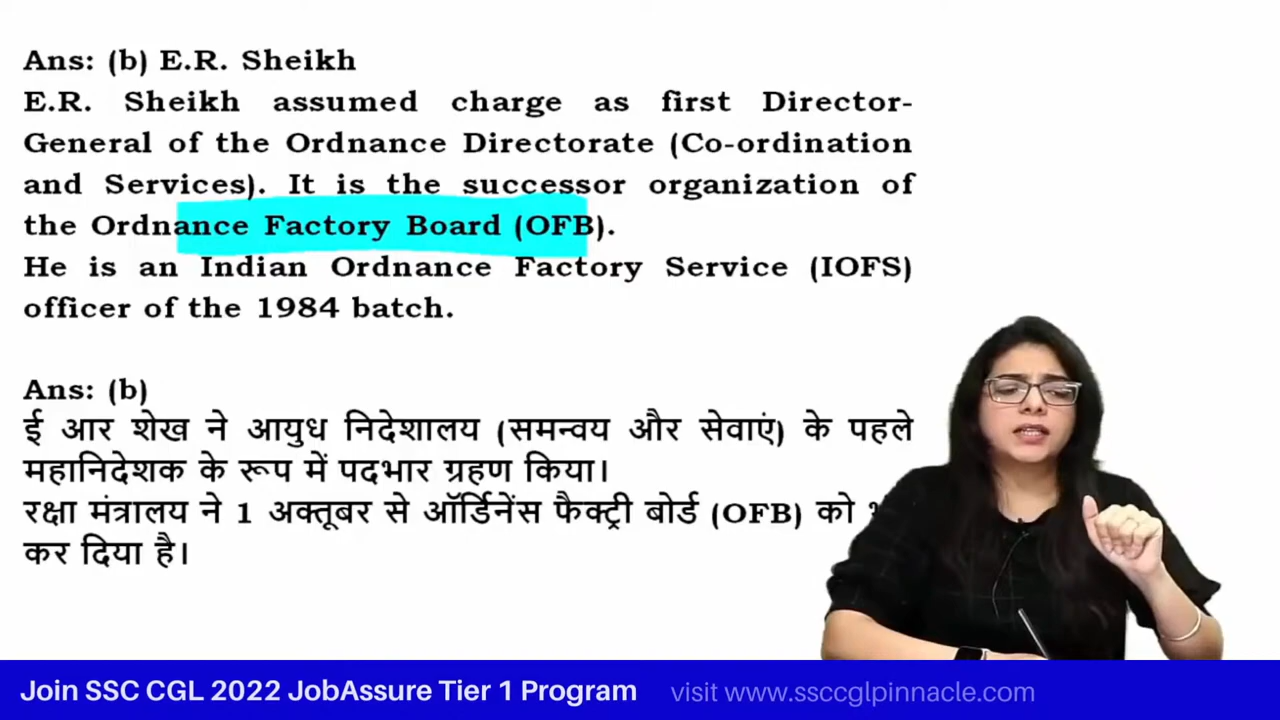 Ans: (b) E.R. Sheikh
E.R. Sheikh assumed charge as first Director-
General of the Ordnance Directorate (Co-ordination
and Services). It is the successor organization of
the Ordnance Factory Board (OFB).
He is an Indian Ordnance Factory Service (IOFS)
officer of the 1984 batch.
Ans: (b)
ई आर शेख ने आयुध निदेशालय (समन्वय और सेवाएं) के पहले
महानिदेशक के रूप में पदभार ग्रहण किया।
रक्षा मंत्रालय ने 1 अक्तूबर से ऑर्डिनेंस फैक्ट्री बोर्ड (OFB) को
कर दिया है।
Join SSC CGL 2022 JobAssure Tier 1 Program
visit www.ssccglpinnacle.com